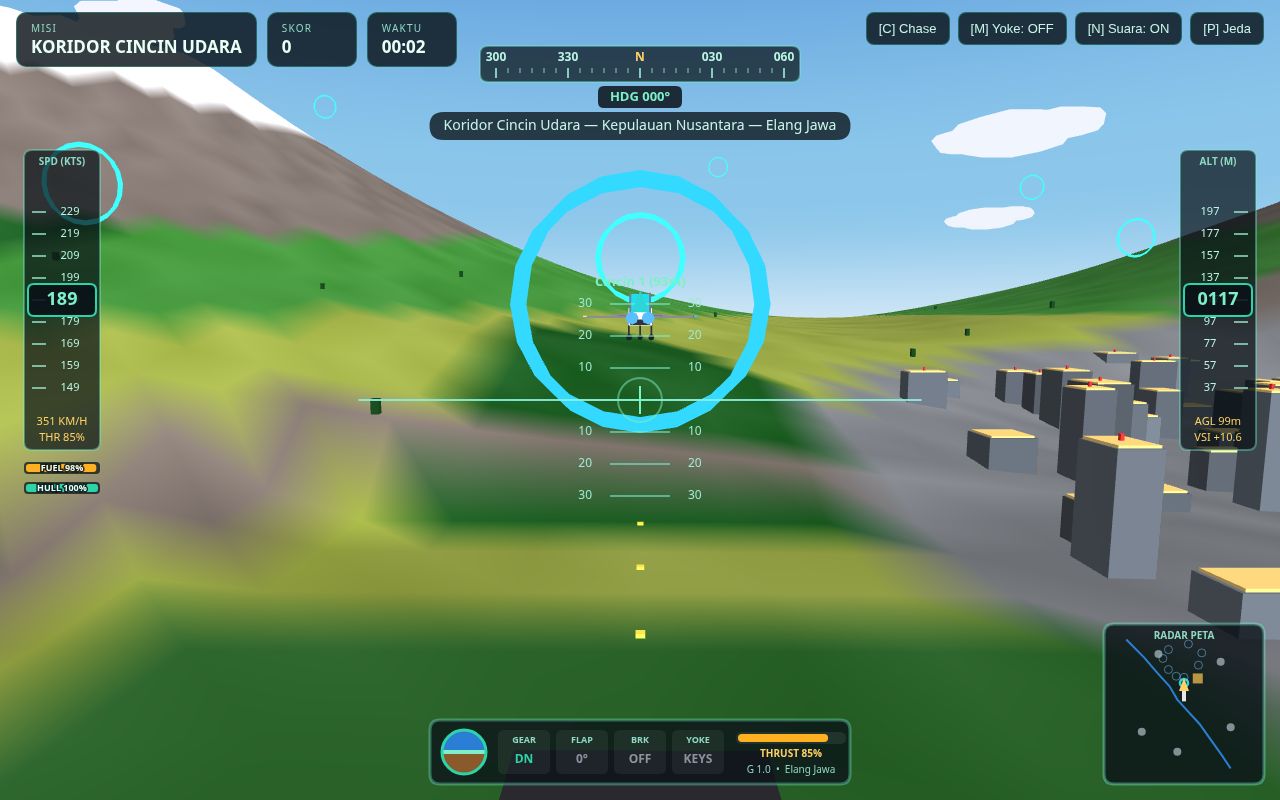 MISI
KORIDOR CINCIN UDARA
SKOR
0
WAKTU
00:02
300 330 N 030 060
HDG 000°
Koridor Cincin Udara — Kepulauan Nusantara — Elang Jawa
[C] Chase
[M] Yoke: OFF
[N] Suara: ON
[P] Jeda
SPD (KTS)
229
219
209
199
189
179
169
159
149
351 KM/H
THR 85%
FUEL 98%
HULL 100%
Cincin 1
30 30
20 20
10 10
10 10
20 20
30 30
ALT (M)
197
177
157
137
0117
97
77
57
37
AGL 99m
VSI +10.6
RADAR PETA
GEAR
DN
FLAP
0°
BRK
OFF
YOKE
KEYS
THRUST 85%
G 1.0 • Elang Jawa